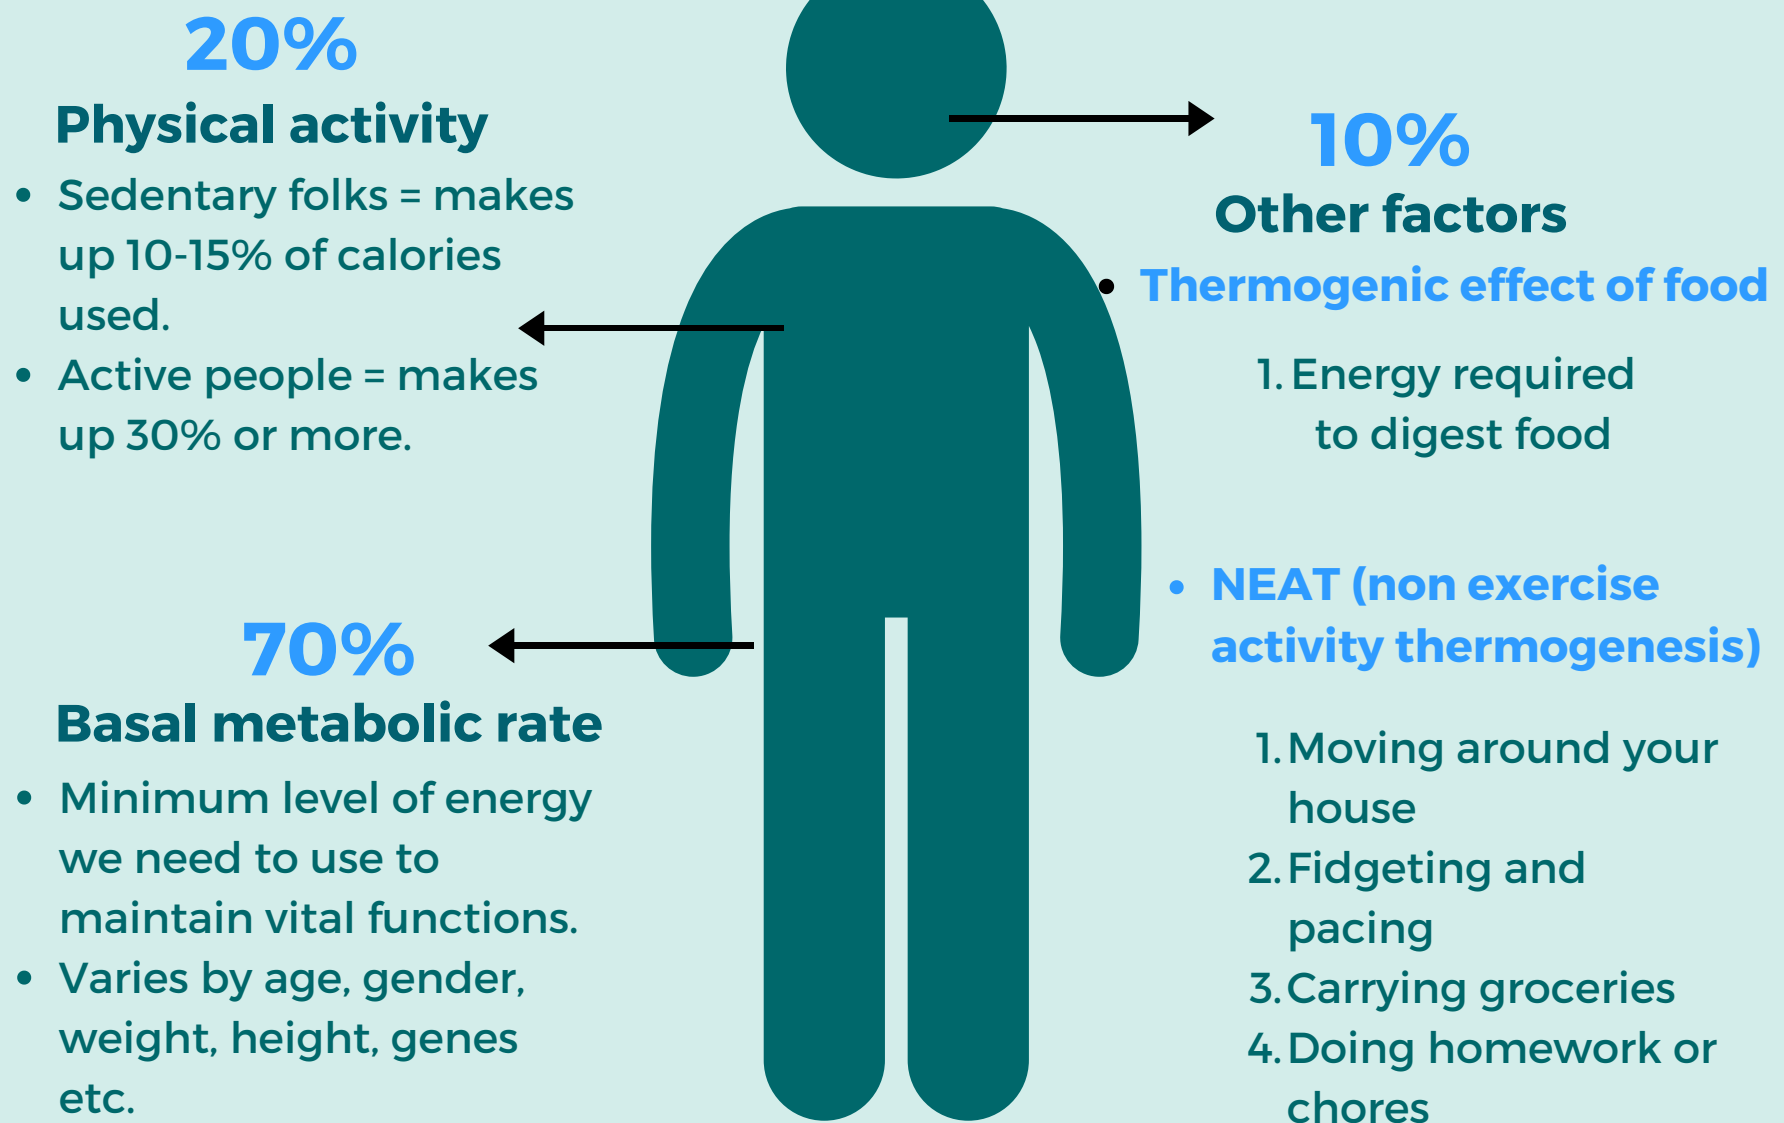 20%
Physical activity
• Sedentary folks = makes
up 10-15% of calories
used.
• Active people = makes
up 30% or more.
70%
Basal metabolic rate
• Minimum level of energy
we need to use to
maintain vital functions.
• Varies by age, gender,
weight, height, genes
etc.
10%
Other factors
• Thermogenic effect of food
1. Energy required
to digest food
• NEAT (non exercise
activity thermogenesis)
1. Moving around your
house
2. Fidgeting and
pacing
3. Carrying groceries
4. Doing homework or
chores